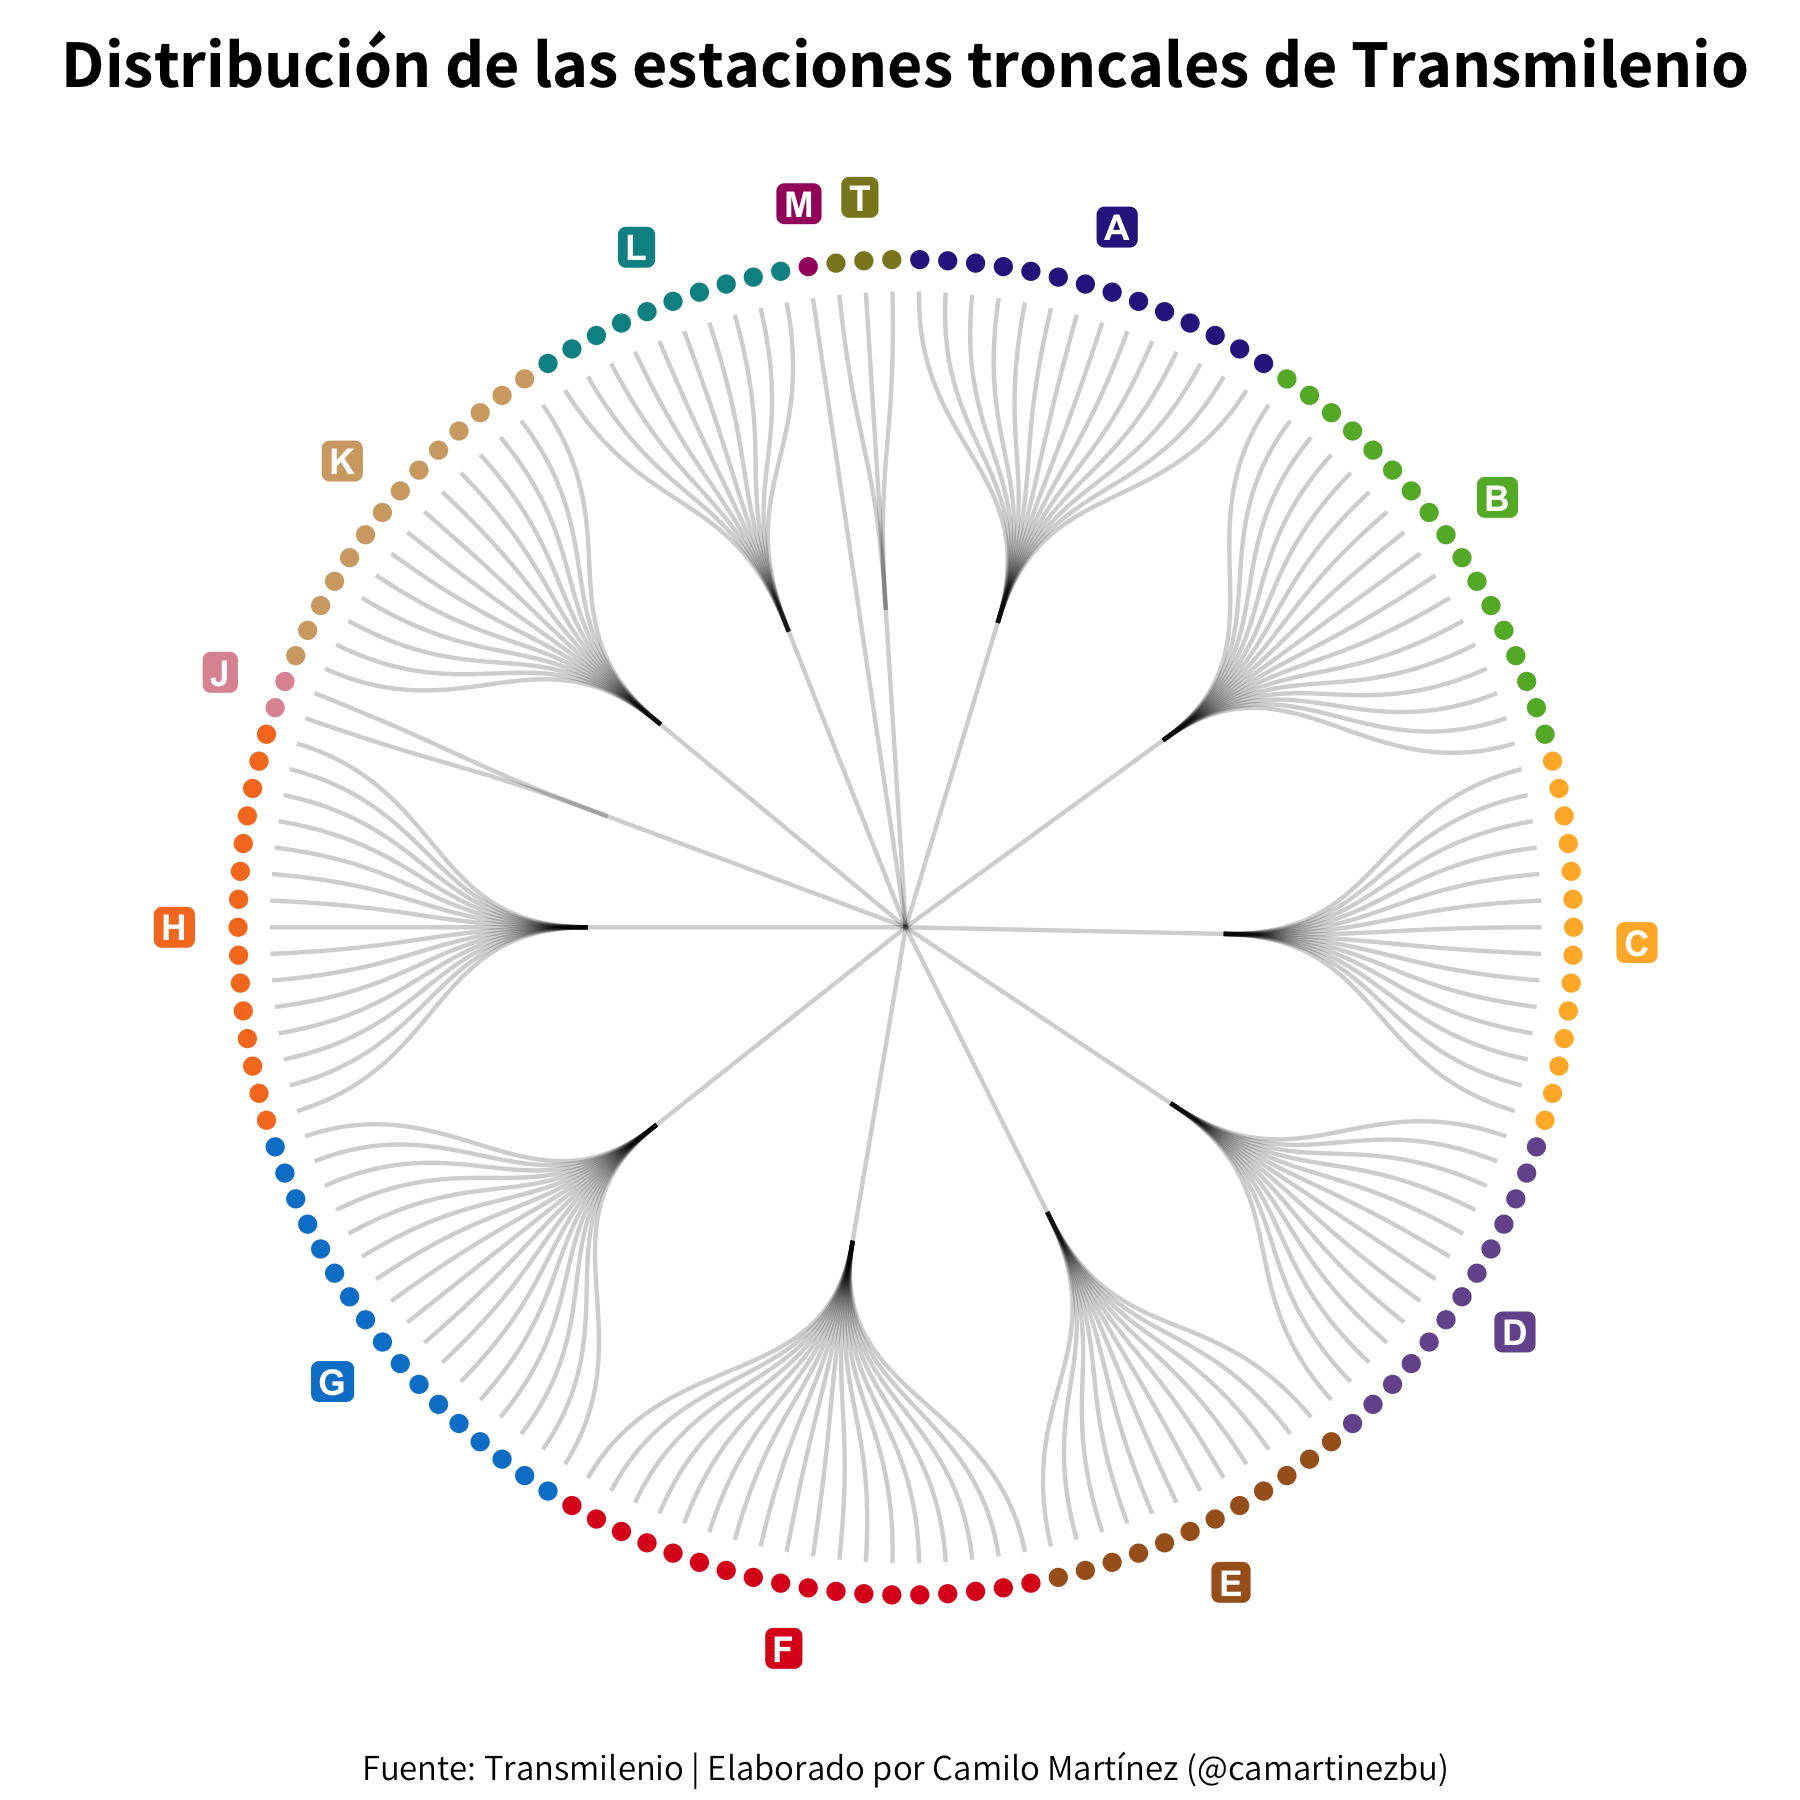 Distribución de las estaciones troncales de Transmilenio
M T
A
L
B
K
J
H
C
D
G
E
F
Fuente: Transmilenio | Elaborado por Camilo Martínez (@camartinezbu)